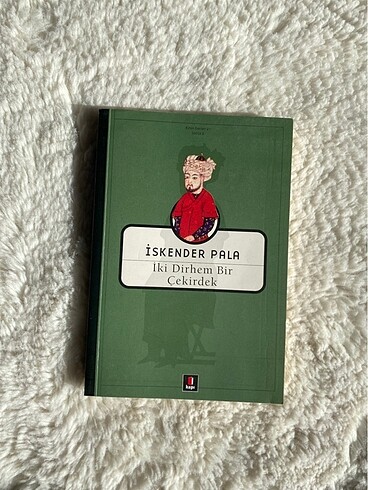 İSKENDER PALA
İki Dirhem Bir
Çekirdek
kapı